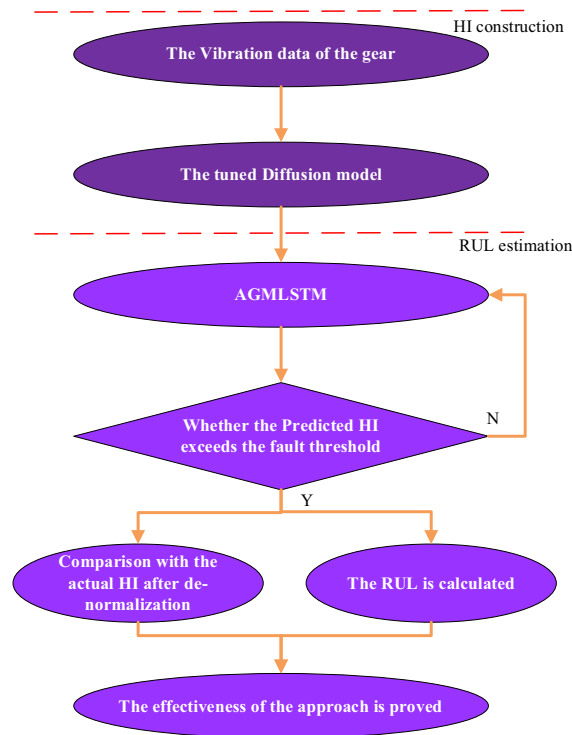 HI construction
The Vibration data of the gear
The tuned Diffusion model
RUL estimation
AGMLSTM
Whether the Predicted HI
exceeds the fault threshold
N
Y
Comparison with the
actual HI after de-
normalization
The RUL is calculated
The effectiveness of the approach is proved